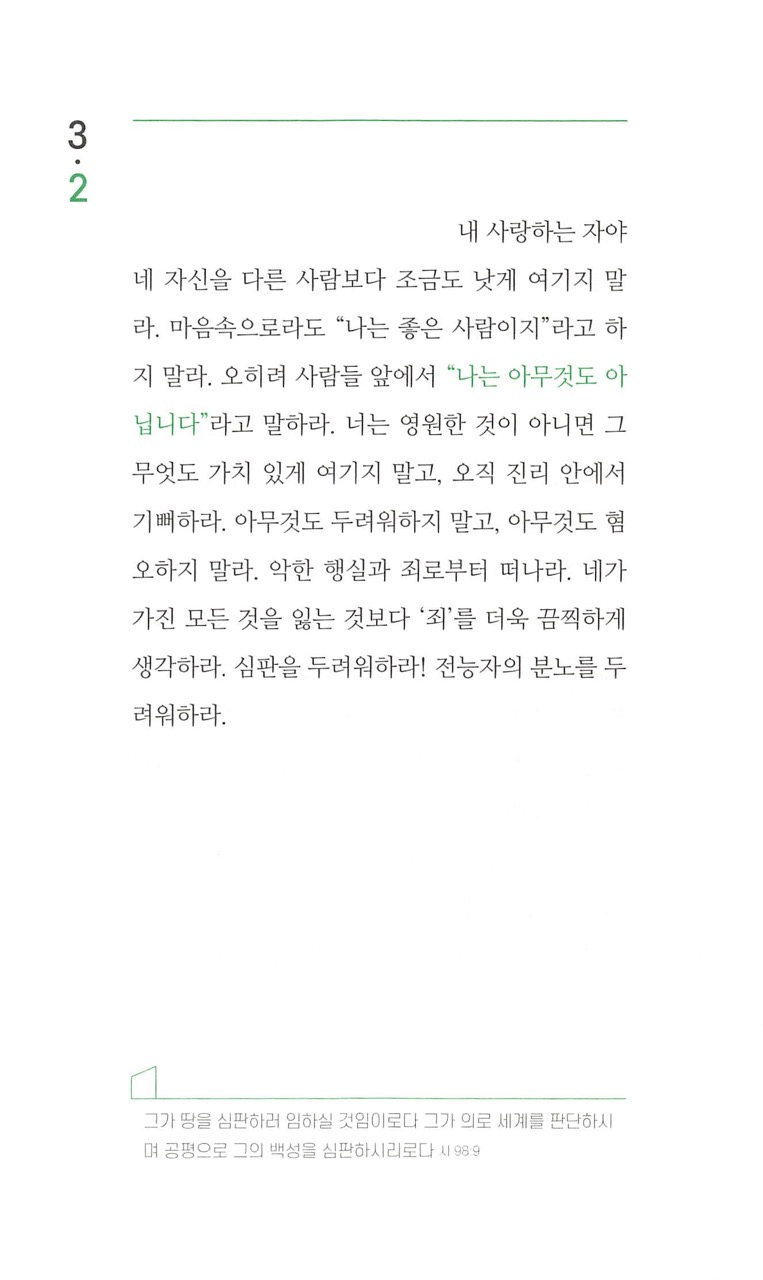 3
·
2
내 사랑하는 자야
네 자신을 다른 사람보다 조금도 낫게 여기지 말
라. 마음속으로라도 “나는 좋은 사람이지”라고 하
지 말라. 오히려 사람들 앞에서 “나는 아무것도 아
닙니다”라고 말하라. 너는 영원한 것이 아니면 그
무엇도 가치 있게 여기지 말고, 오직 진리 안에서
기뻐하라. 아무것도 두려워하지 말고, 아무것도 혐
오하지 말라. 악한 행실과 죄로부터 떠나라. 네가
가진 모든 것을 잃는 것보다 ‘죄’를 더욱 끔찍하게
생각하라. 심판을 두려워하라! 전능자의 분노를 두
려워하라.
그가 땅을 심판하러 임하실 것임이로다 그가 의로 세계를 판단하시
며 공평으로 그의 백성을 심판하시리로다 시 98:9